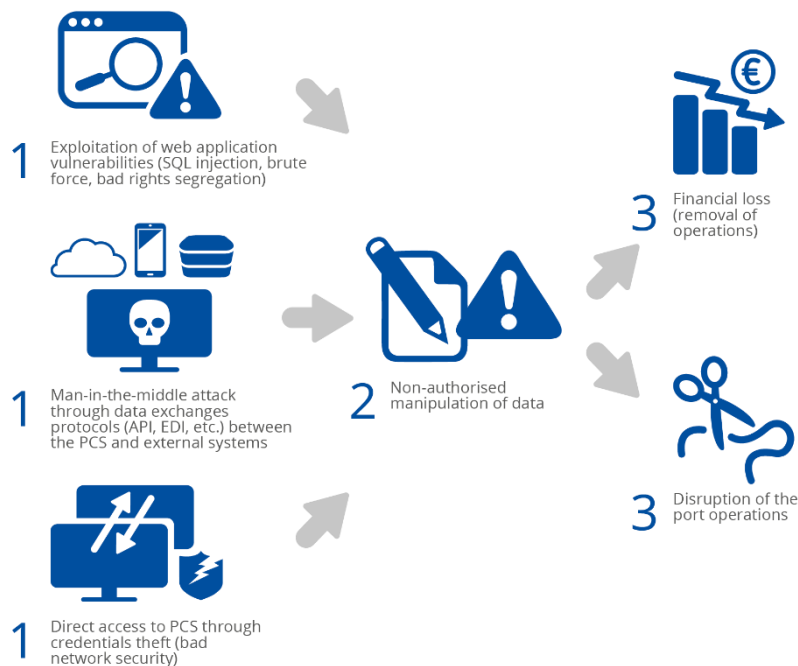 1
Exploitation of web application
vulnerabilities (SQL injection, brute
force, bad rights segregation)
1
Man-in-the-middle attack
through data exchanges
protocols (API, EDI, etc.) between
the PCS and external systems
1
Direct access to PCS through
credentials theft (bad
network security)
2
Non-authorised
manipulation of data
€
3
Financial loss
(removal of
operations)
3
Disruption of the
port operations